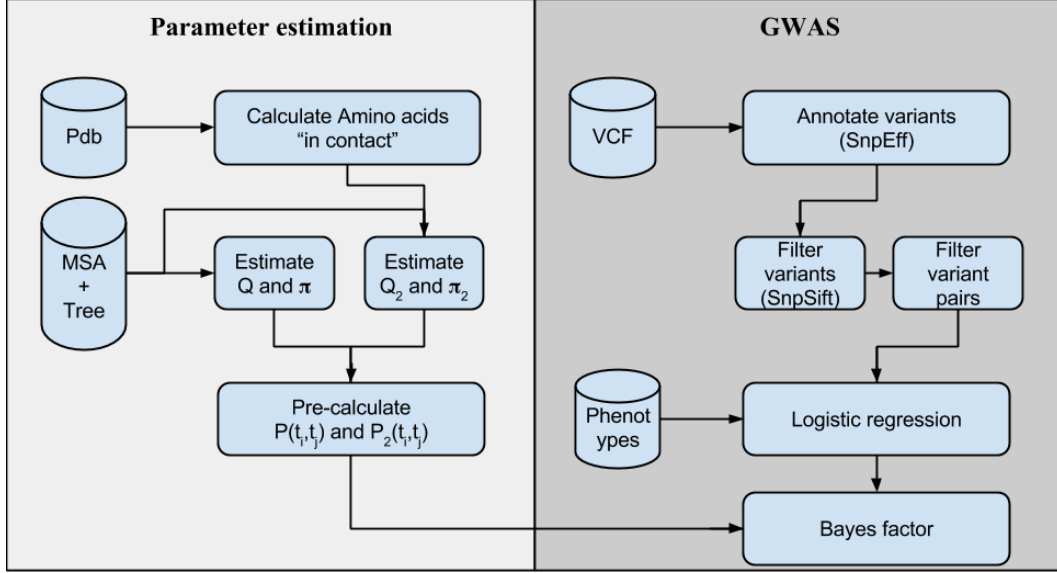 Parameter estimation
Pdb
Calculate Amino acids
“in contact”
MSA
+
Tree
Estimate
Q and π
Estimate
Q₂ and π₂
Pre-calculate
P(tᵢ,tⱼ) and P₂(tᵢ,tⱼ)
GWAS
VCF
Annotate variants
(SnpEff)
Filter
variants
(SnpSift)
Filter
variant
pairs
Phenot
ypes
Logistic regression
Bayes factor